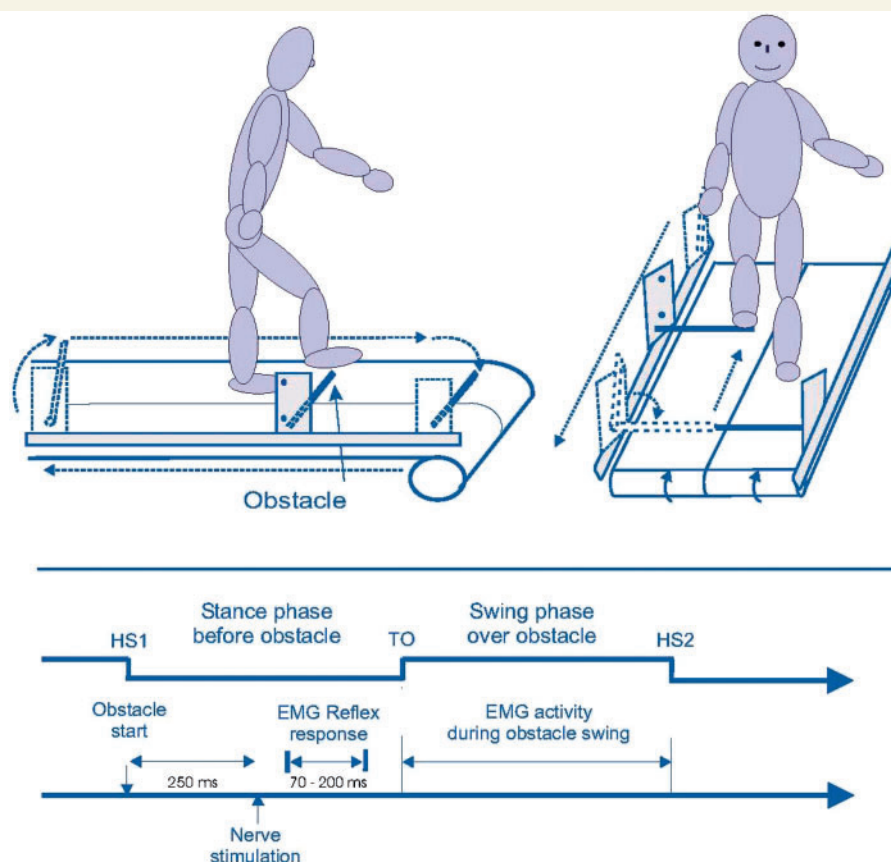 Obstacle
Stance phase
before obstacle
Swing phase
over obstacle
HS1
TO
HS2
Obstacle
start
EMG Reflex
response
EMG activity
during obstacle swing
250 ms
70 - 200 ms
Nerve
stimulation